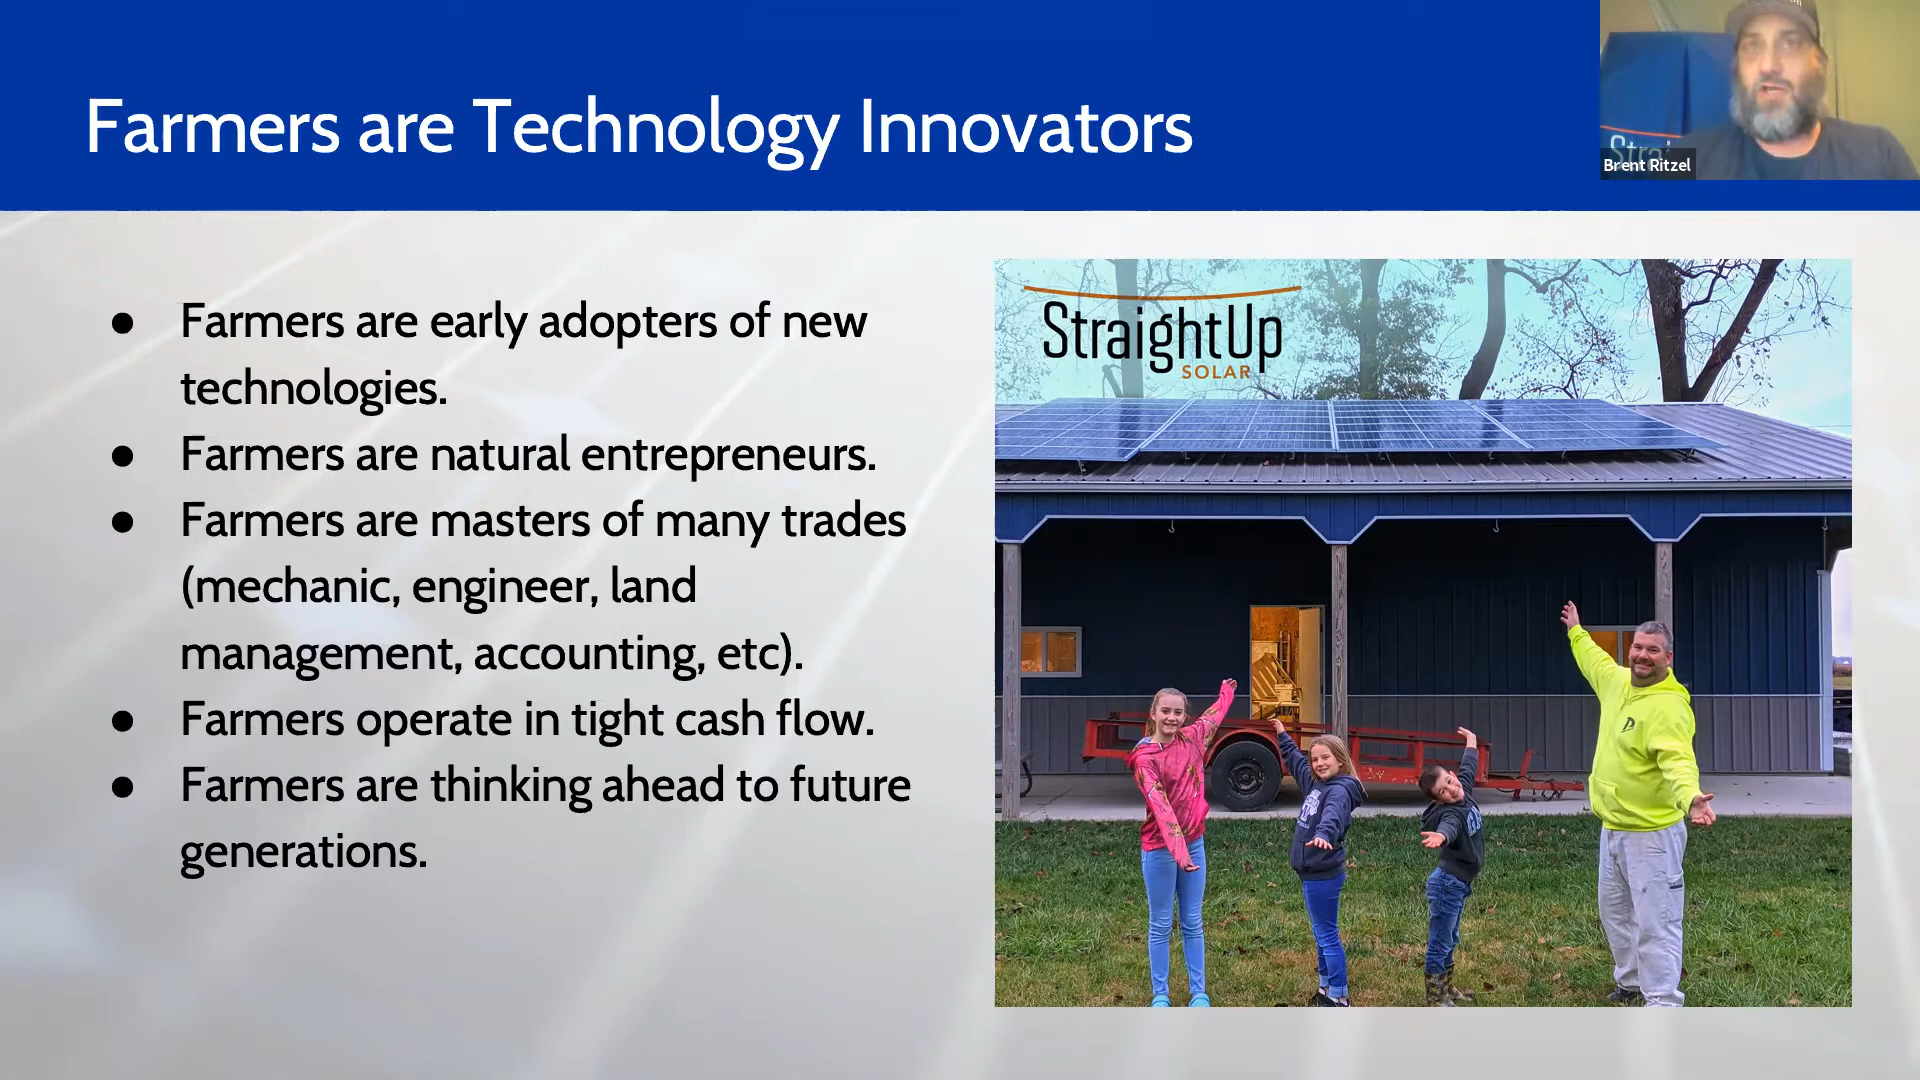 Farmers are Technology Innovators
Brent Ritzel
● Farmers are early adopters of new
technologies.
● Farmers are natural entrepreneurs.
● Farmers are masters of many trades
(mechanic, engineer, land
management, accounting, etc).
● Farmers operate in tight cash flow.
● Farmers are thinking ahead to future
generations.
StraightUp
SOLAR